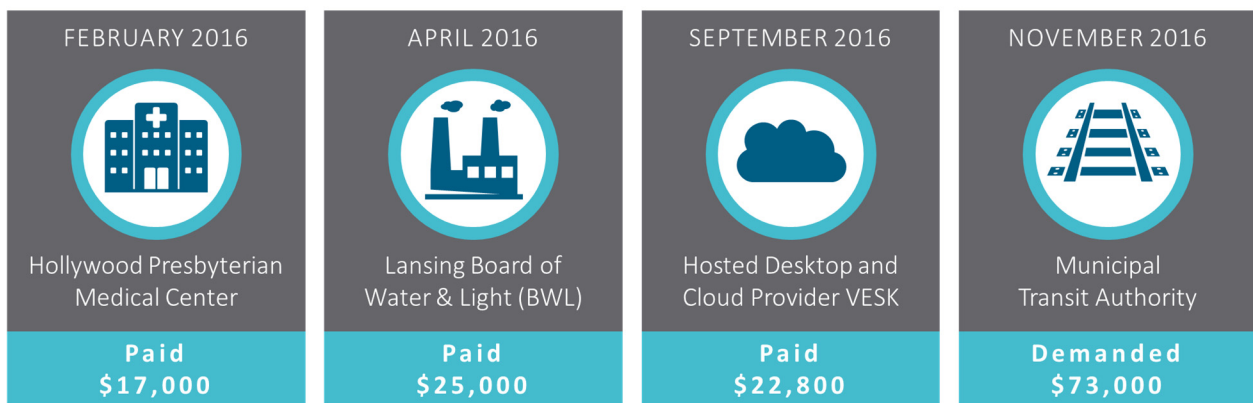 FEBRUARY 2016
Hollywood Presbyterian
Medical Center
Paid
$17,000
APRIL 2016
Lansing Board of
Water & Light (BWL)
Paid
$25,000
SEPTEMBER 2016
Hosted Desktop and
Cloud Provider VESK
Paid
$22,800
NOVEMBER 2016
Municipal
Transit Authority
Demanded
$73,000